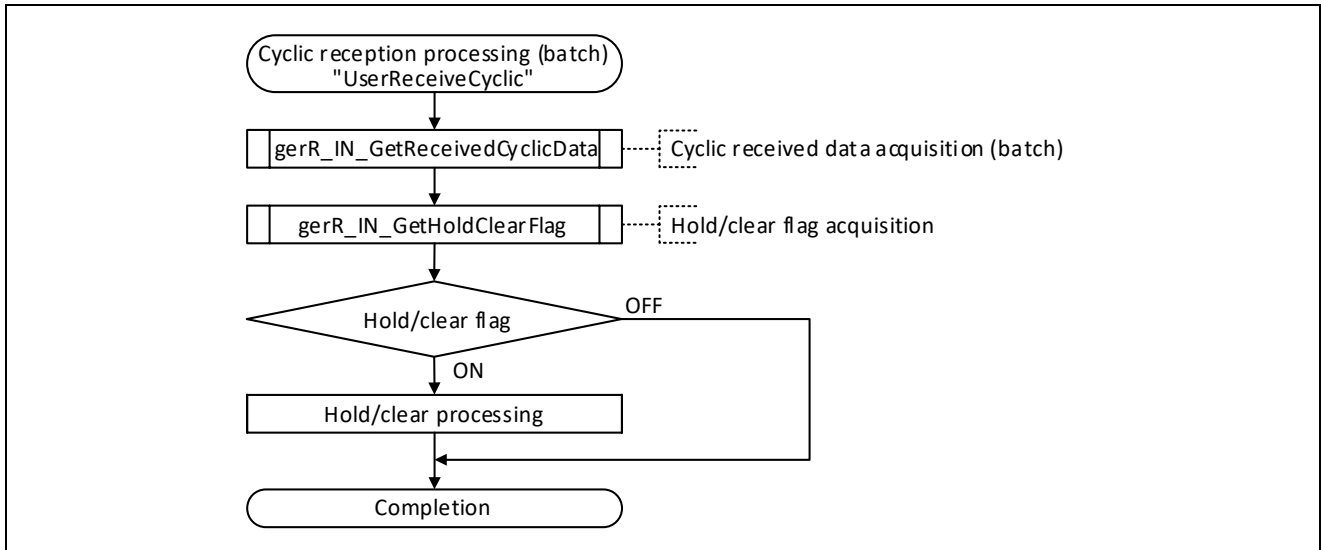 Cyclic reception processing (batch)
"UserReceiveCyclic"
gerR_IN_GetReceivedCyclicData
Cyclic received data acquisition (batch)
gerR_IN_GetHoldClearFlag
Hold/clear flag acquisition
Hold/clear flag
OFF
ON
Hold/clear processing
Completion